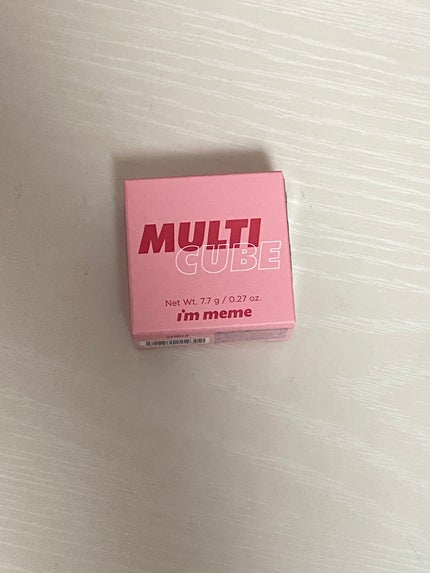 MULTI
CUBE
Net Wt. 7.7 g / 0.27 oz.
i'm meme